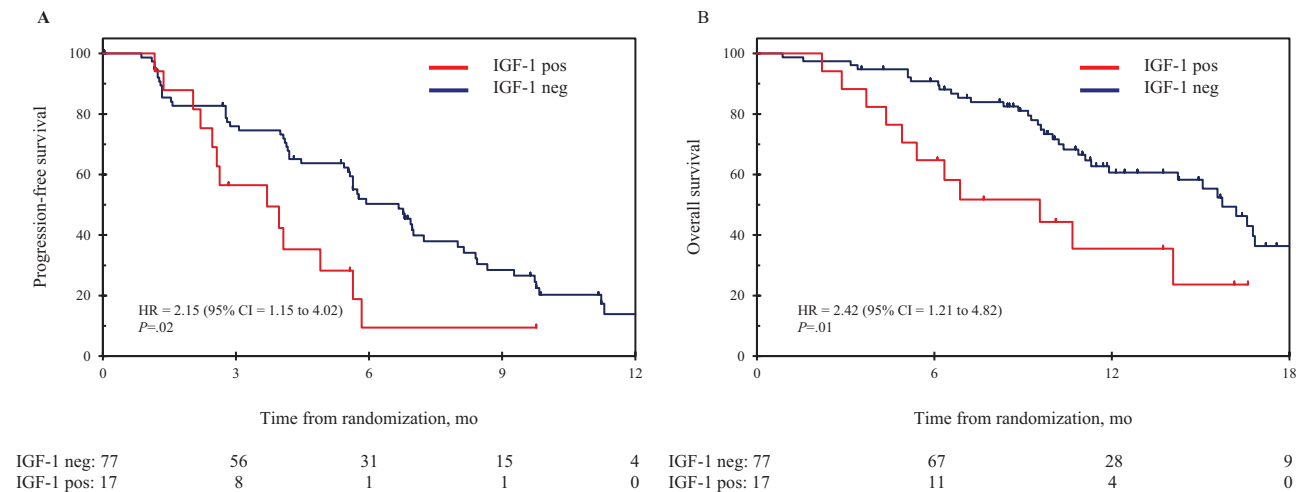 A
Progression-free survival
100
80
60
40
20
0
IGF-1 pos
IGF-1 neg
HR = 2.15 (95% CI = 1.15 to 4.02)
P=.02
0 3 6 9 12
Time from randomization, mo
IGF-1 neg: 77 56 31 15 4
IGF-1 pos: 17 8 1 1 0
B
Overall survival
100
80
60
40
20
0
IGF-1 pos
IGF-1 neg
HR = 2.42 (95% CI = 1.21 to 4.82)
P=.01
0 6 12 18
Time from randomization, mo
IGF-1 neg: 77 67 28 9
IGF-1 pos: 17 11 4 0